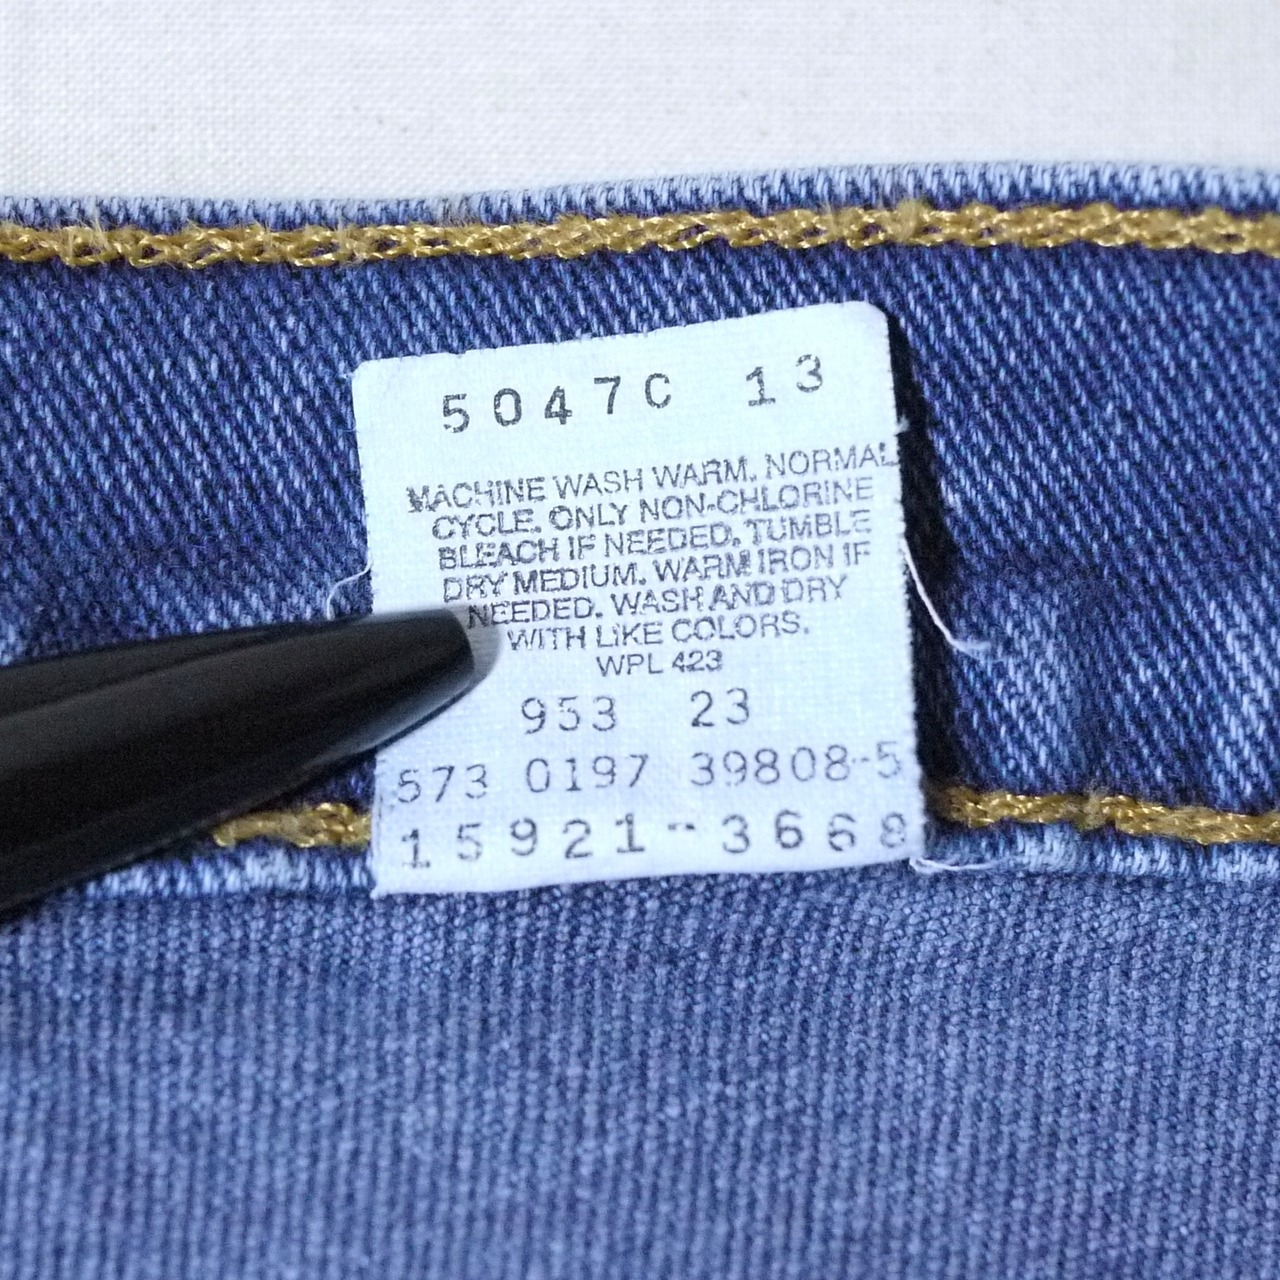 5047C 13
MACHINE WASH WARM. NORMAL
CYCLE. ONLY NON-CHLORINE
BLEACH IF NEEDED. TUMBLE
DRY MEDIUM. WARM IRON IF
NEEDED. WASH AND DRY
WITH LIKE COLORS.
WPL 423
953 23
573 0197 39808-5
15921-3668